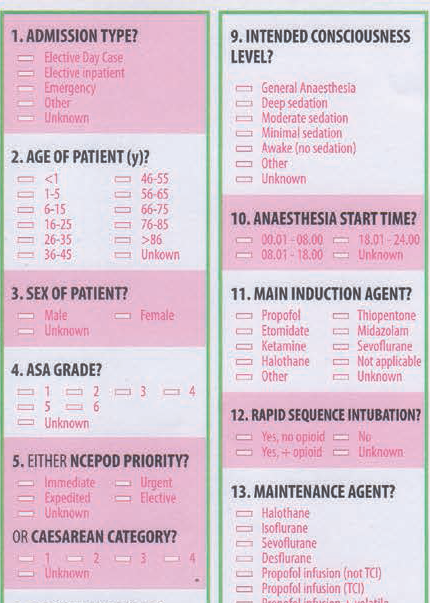 1. ADMISSION TYPE?
Elective Day Case
Elective inpatient
Emergency
Other
Unknown
2. AGE OF PATIENT (y)?
<1 46-55
1-5 56-65
6-15 66-75
16-25 76-85
26-35 >86
36-45 Unkown
3. SEX OF PATIENT?
Male Female
Unknown
4. ASA GRADE?
1 2 3 4
5 6
Unknown
5. EITHER NCEPOD PRIORITY?
Immediate Urgent
Expedited Elective
Unknown
OR CAESAREAN CATEGORY?
1 2 3 4
Unknown
9. INTENDED CONSCIOUSNESS
LEVEL?
General Anaesthesia
Deep sedation
Moderate sedation
Minimal sedation
Awake (no sedation)
Other
Unknown
10. ANAESTHESIA START TIME?
00.01 - 08.00 18.01 - 24.00
08.01 - 18.00 Unknown
11. MAIN INDUCTION AGENT?
Propofol Thiopentone
Etomidate Midazolam
Ketamine Sevoflurane
Halothane Not applicable
Other Unknown
12. RAPID SEQUENCE INTUBATION?
Yes, no opioid No
Yes, + opioid Unknown
13. MAINTENANCE AGENT?
Halothane
Isoflurane
Sevoflurane
Desflurane
Propofol infusion (not TCI)
Propofol infusion (TCI)
Propofol infusion + volatile